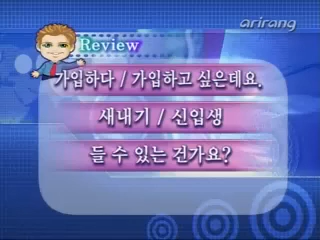 arirang
Review
가입하다 / 가입하고 싶은데요.
새내기 / 신입생
들 수 있는 건가요?